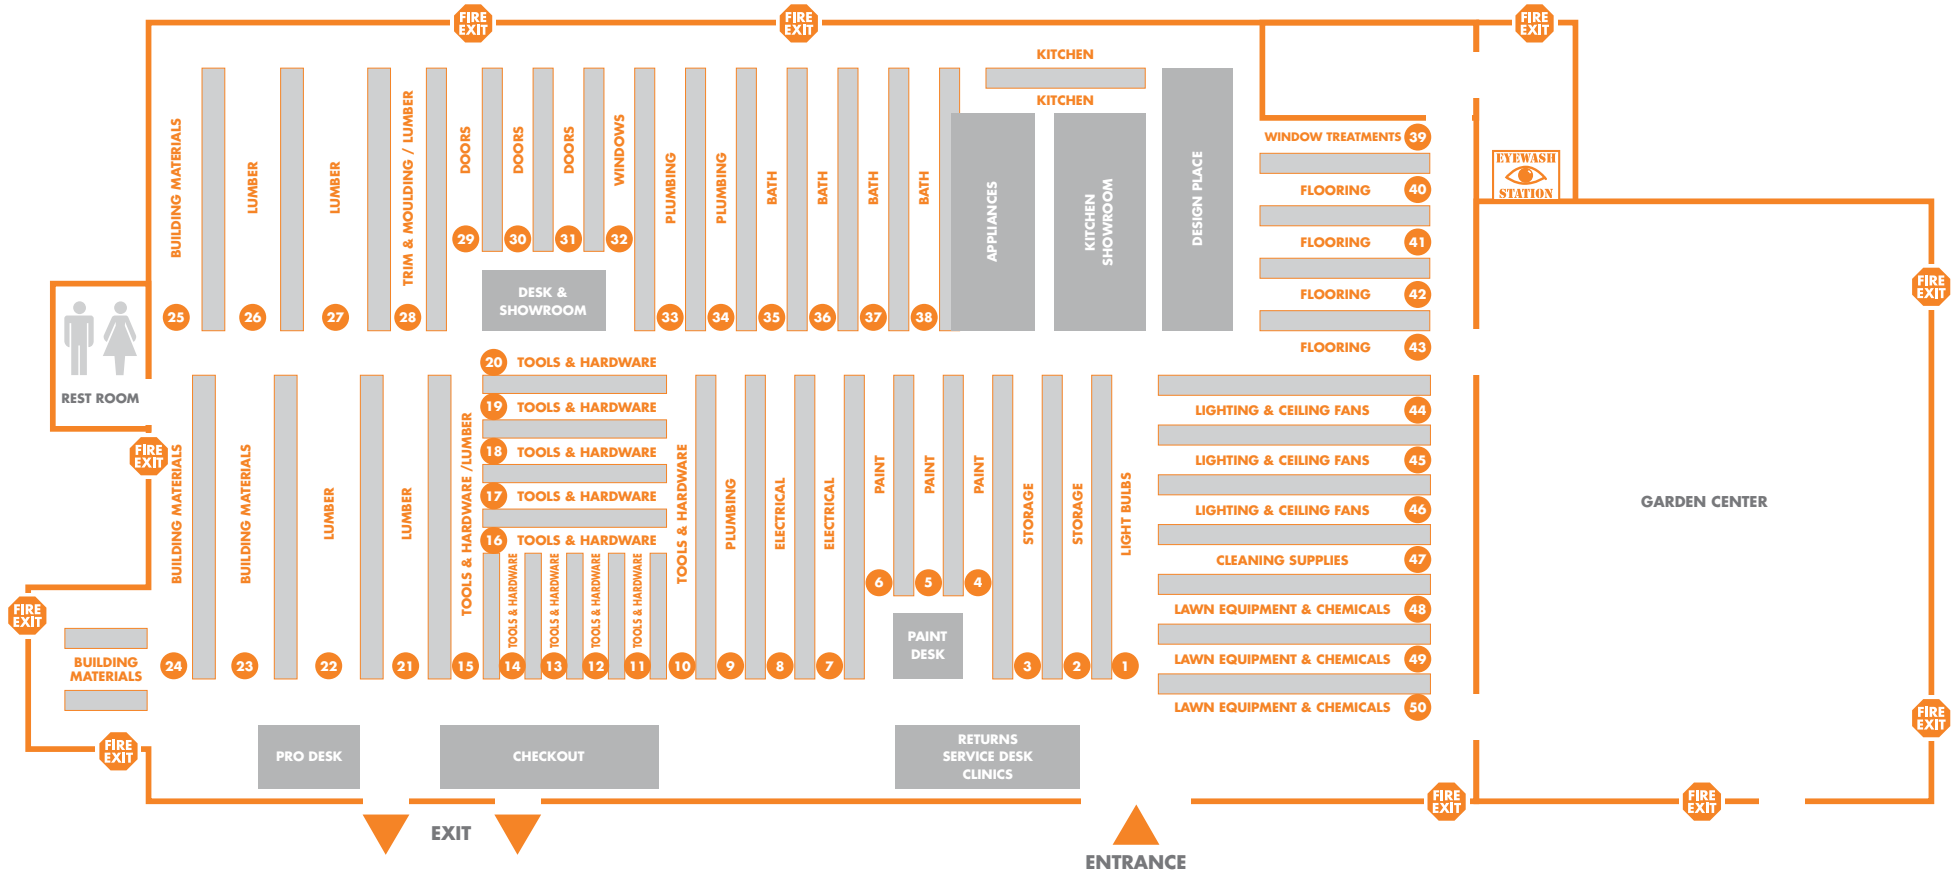 FIRE
EXIT
FIRE
EXIT
FIRE
EXIT
KITCHEN
KITCHEN
BUILDING MATERIALS
25
LUMBER
26
LUMBER
27
TRIM & MOULDING / LUMBER
28
DOORS
29
DOORS
30
DOORS
31
WINDOWS
32
DESK &
SHOWROOM
PLUMBING
33
PLUMBING
34
BATH
35
BATH
36
BATH
37
BATH
38
APPLIANCES
KITCHEN
SHOWROOM
DESIGN PLACE
WINDOW TREATMENTS 39
FLOORING 40
FLOORING 41
FLOORING 42
FLOORING 43
EYEWASH
STATION
FIRE
EXIT
REST ROOM
FIRE
EXIT
BUILDING MATERIALS
24
BUILDING MATERIALS
23
LUMBER
22
LUMBER
21
TOOLS & HARDWARE /LUMBER
15
20 TOOLS & HARDWARE
19 TOOLS & HARDWARE
18 TOOLS & HARDWARE
17 TOOLS & HARDWARE
16 TOOLS & HARDWARE
TOOLS & HARDWARE
14
TOOLS & HARDWARE
13
TOOLS & HARDWARE
12
TOOLS & HARDWARE
11
TOOLS & HARDWARE
10
PLUMBING
9
ELECTRICAL
8
ELECTRICAL
7
PAINT
6
PAINT
5
PAINT
4
PAINT
DESK
STORAGE
3
STORAGE
2
LIGHT BULBS
1
LIGHTING & CEILING FANS 44
LIGHTING & CEILING FANS 45
LIGHTING & CEILING FANS 46
CLEANING SUPPLIES 47
LAWN EQUIPMENT & CHEMICALS 48
LAWN EQUIPMENT & CHEMICALS 49
LAWN EQUIPMENT & CHEMICALS 50
GARDEN CENTER
FIRE
EXIT
BUILDING
MATERIALS
FIRE
EXIT
PRO DESK
CHECKOUT
RETURNS
SERVICE DESK
CLINICS
FIRE
EXIT
FIRE
EXIT
FIRE
EXIT
EXIT
ENTRANCE